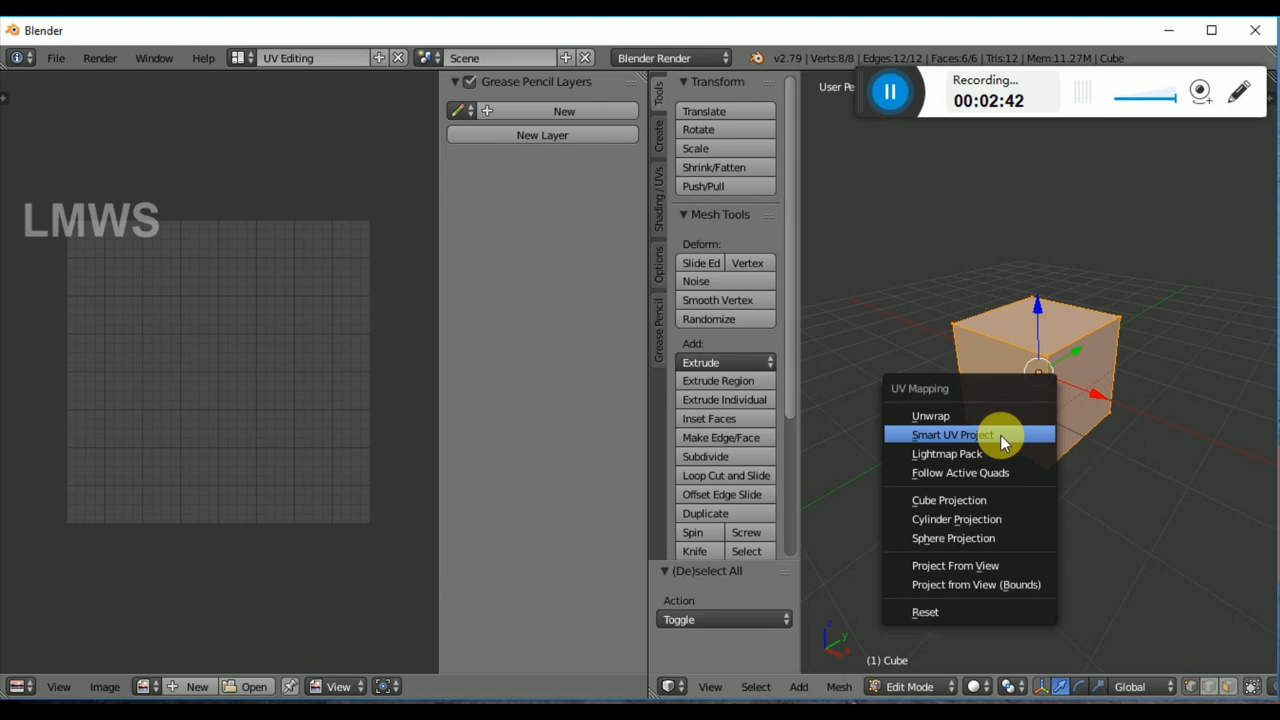 Blender
File Render Window Help UV Editing Scene Blender Render v2.79 | Verts:8/8 | Edges:12/12 | Faces:6/6 | Tris:12 | Mem:11.27M | Cube
Recording...
00:02:42
User Pe
Grease Pencil Layers
New
New Layer
LMWS
Tools
Create
Shading / UVs
Options
Grease Pencil
Transform
Translate
Rotate
Scale
Shrink/Fatten
Push/Pull
Mesh Tools
Deform:
Slide Ed Vertex
Noise
Smooth Vertex
Randomize
Add:
Extrude
Extrude Region
Extrude Individual
Inset Faces
Make Edge/Face
Subdivide
Loop Cut and Slide
Offset Edge Slide
Duplicate
Spin Screw
Knife Select
(De)select All
Action
Toggle
UV Mapping
Unwrap
Smart UV Project
Lightmap Pack
Follow Active Quads
Cube Projection
Cylinder Projection
Sphere Projection
Project From View
Project from View (Bounds)
Reset
z
y
x
(1) Cube
View Image New Open View
View Select Add Mesh Edit Mode Global